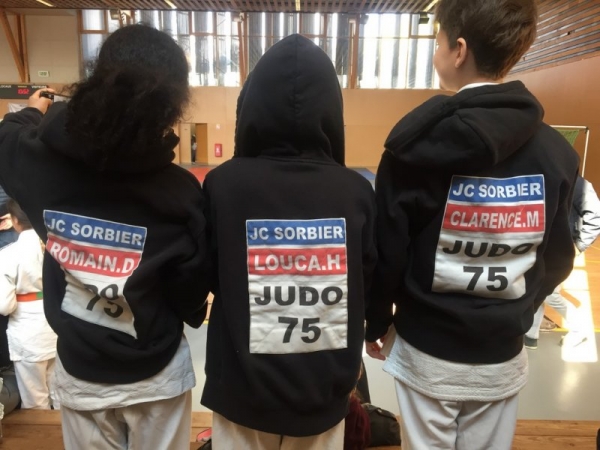 JC SORBIER
ROMAIN.D
75
JC SORBIER
LOUCA.H
JUDO
75
JC SORBIER
CLARENCE.M
JUDO
75